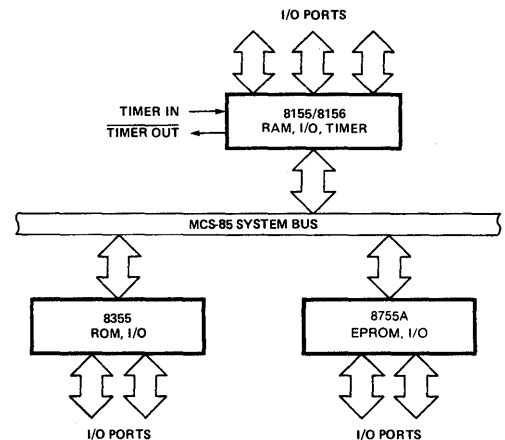 I/O PORTS
TIMER IN
TIMER OUT
8155/8156
RAM, I/O, TIMER
MCS-85 SYSTEM BUS
8355
ROM, I/O
8755A
EPROM, I/O
I/O PORTS
I/O PORTS